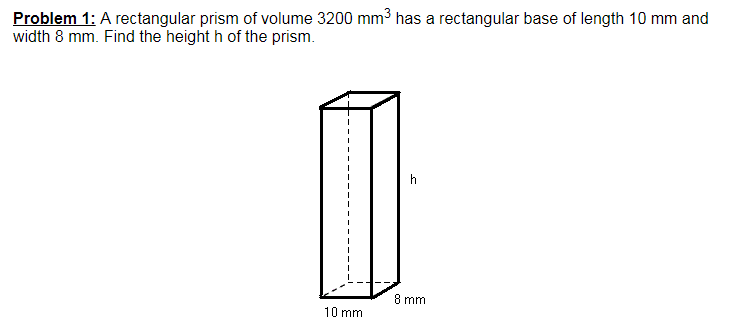 Problem 1: A rectangular prism of volume 3200 mm³ has a rectangular base of length 10 mm and
width 8 mm. Find the height h of the prism.
h
8 mm
10 mm